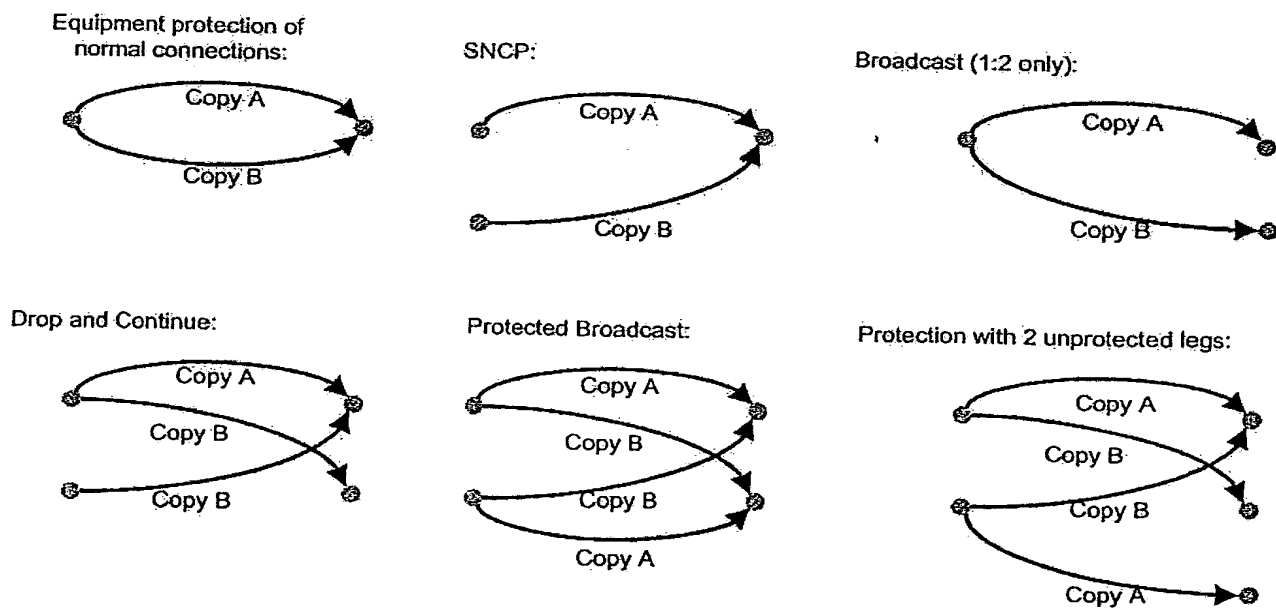 Equipment protection of
normal connections:
Copy A
Copy B
SNCP:
Copy A
Copy B
Broadcast (1:2 only):
Copy A
Copy B
Drop and Continue:
Copy A
Copy B
Copy B
Protected Broadcast:
Copy A
Copy B
Copy B
Copy A
Protection with 2 unprotected legs:
Copy A
Copy B
Copy B
Copy A